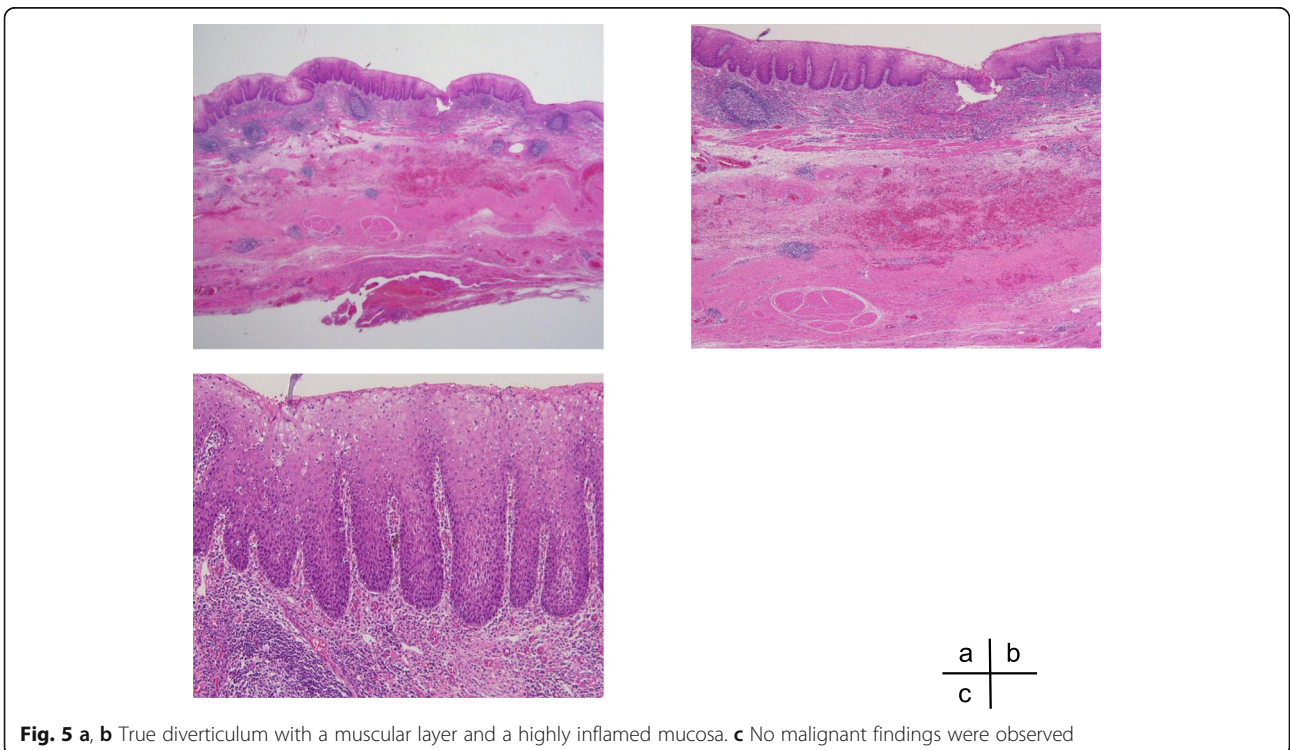 a b
c
Fig. 5 a, b True diverticulum with a muscular layer and a highly inflamed mucosa. c No malignant findings were observed